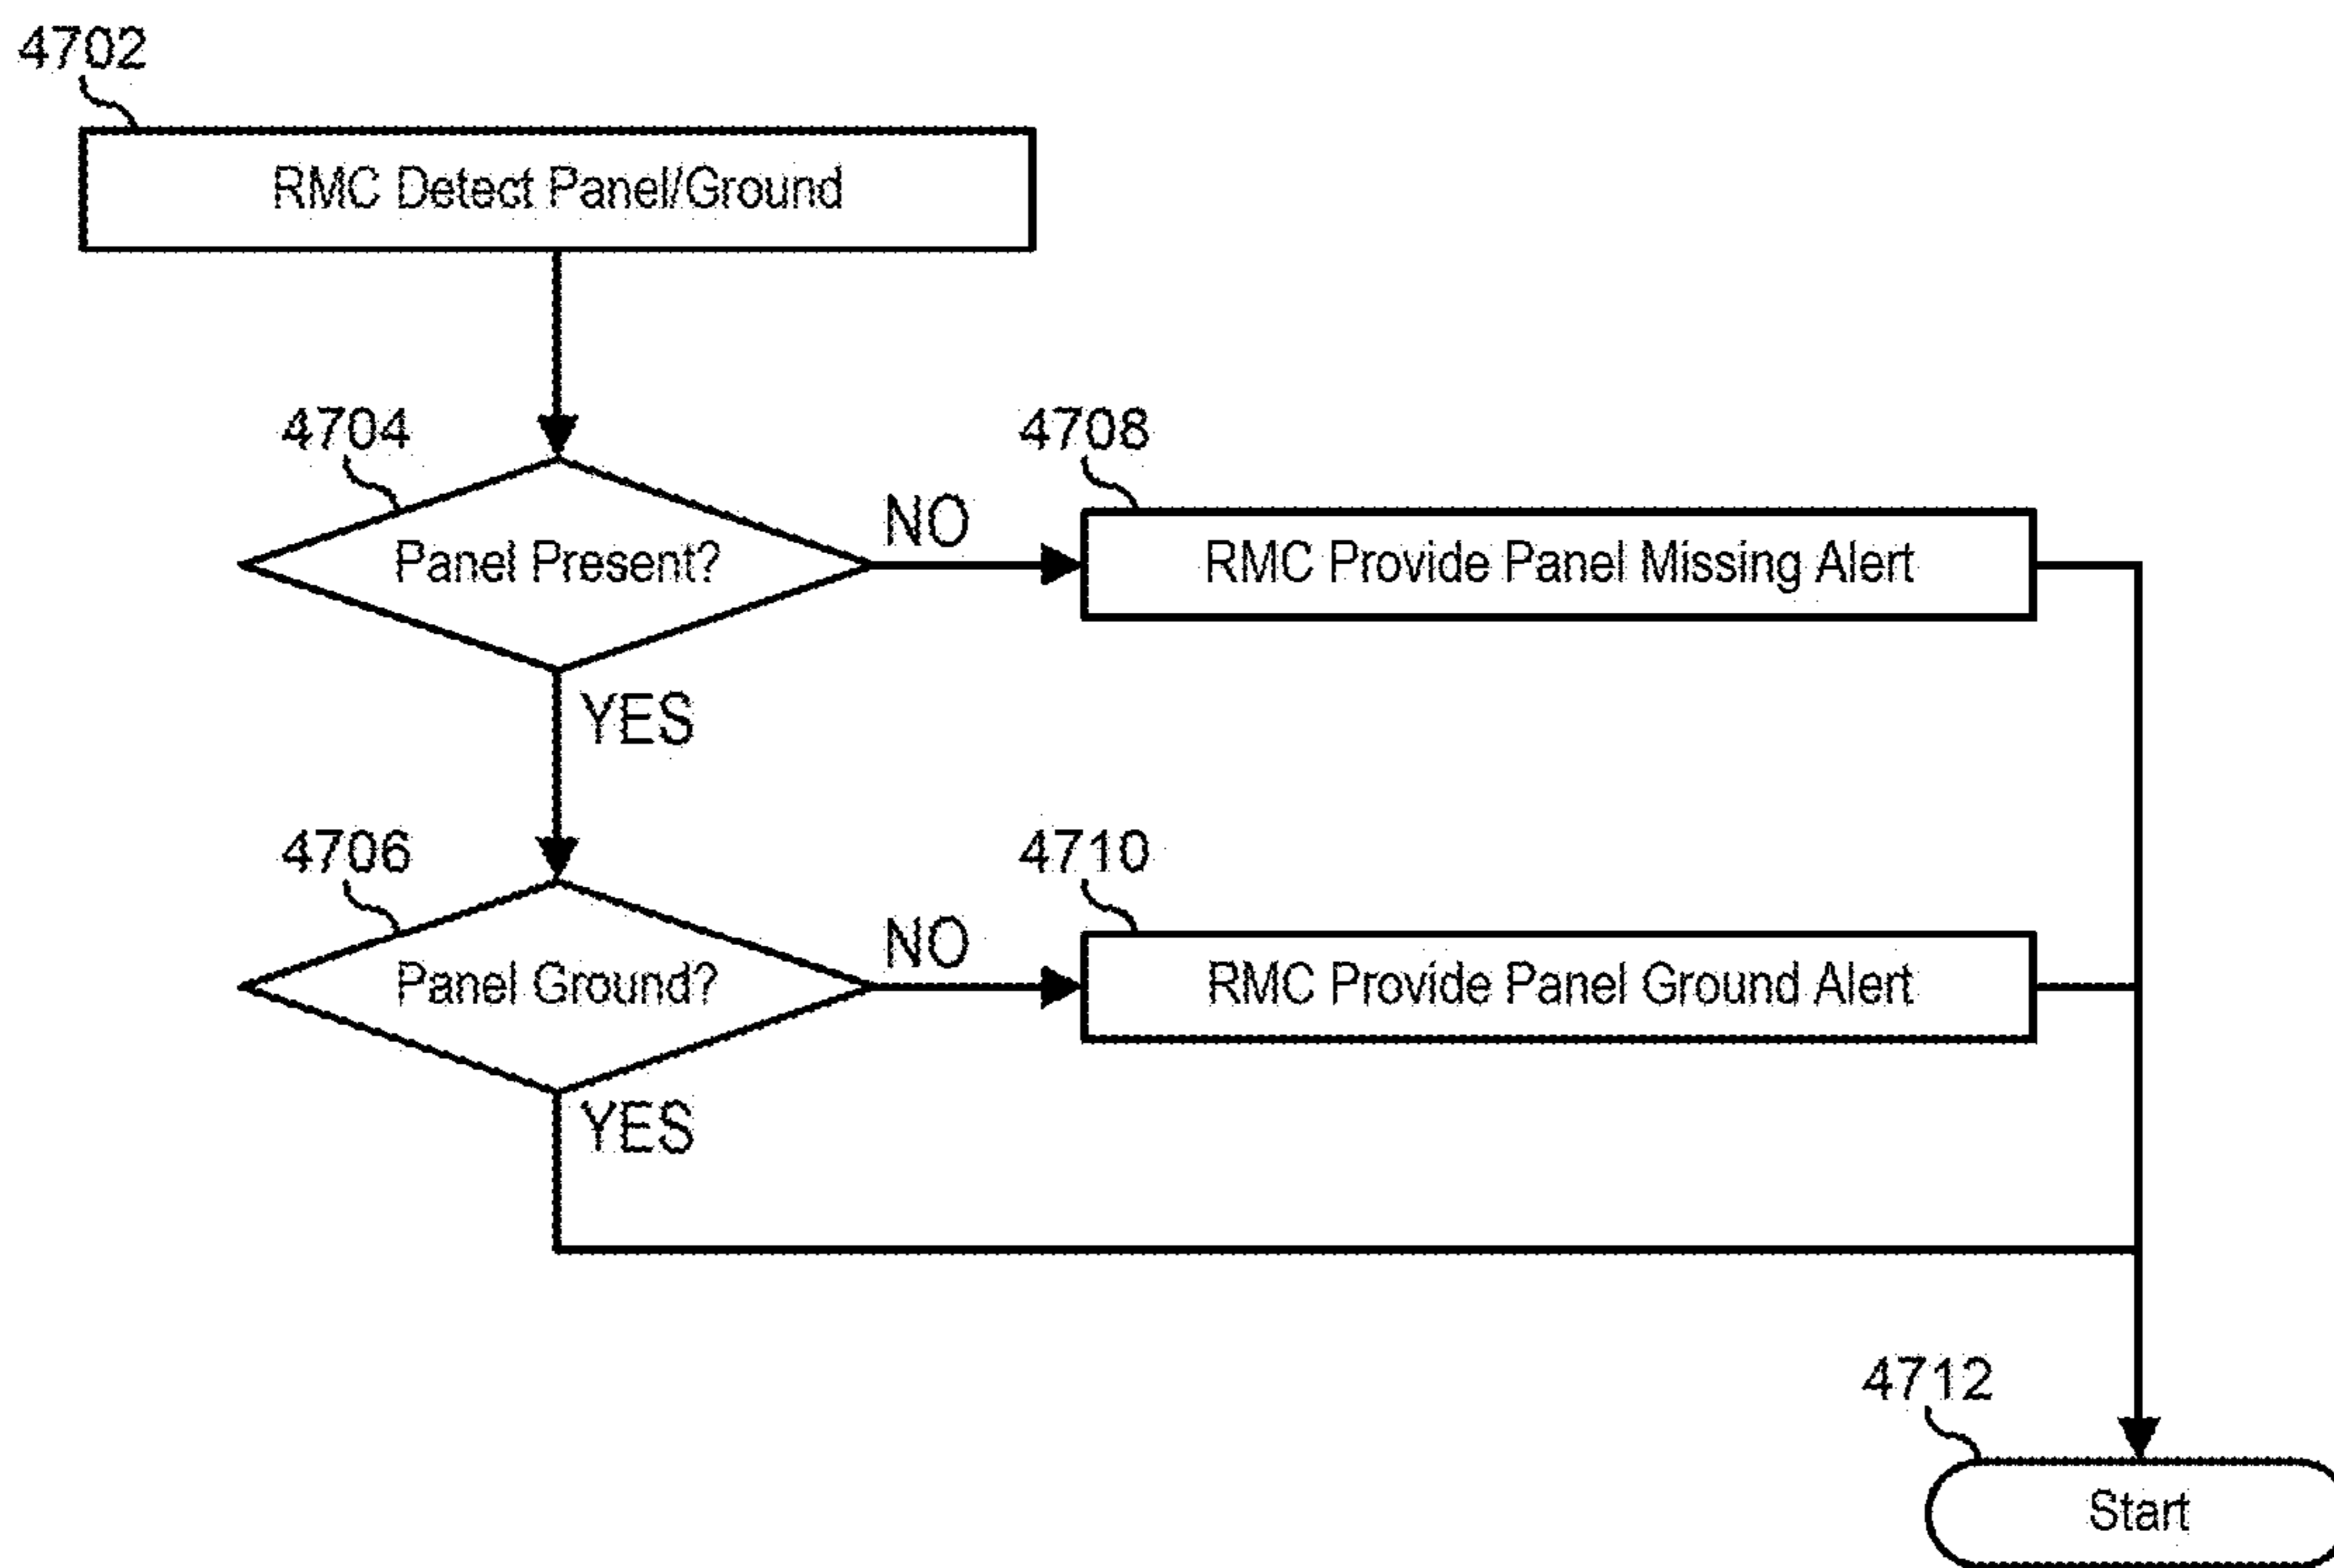 4702
RMC Detect Panel/Ground
4704
Panel Present?
NO
4708
RMC Provide Panel Missing Alert
YES
4706
Panel Ground?
NO
4710
RMC Provide Panel Ground Alert
YES
4712
Start